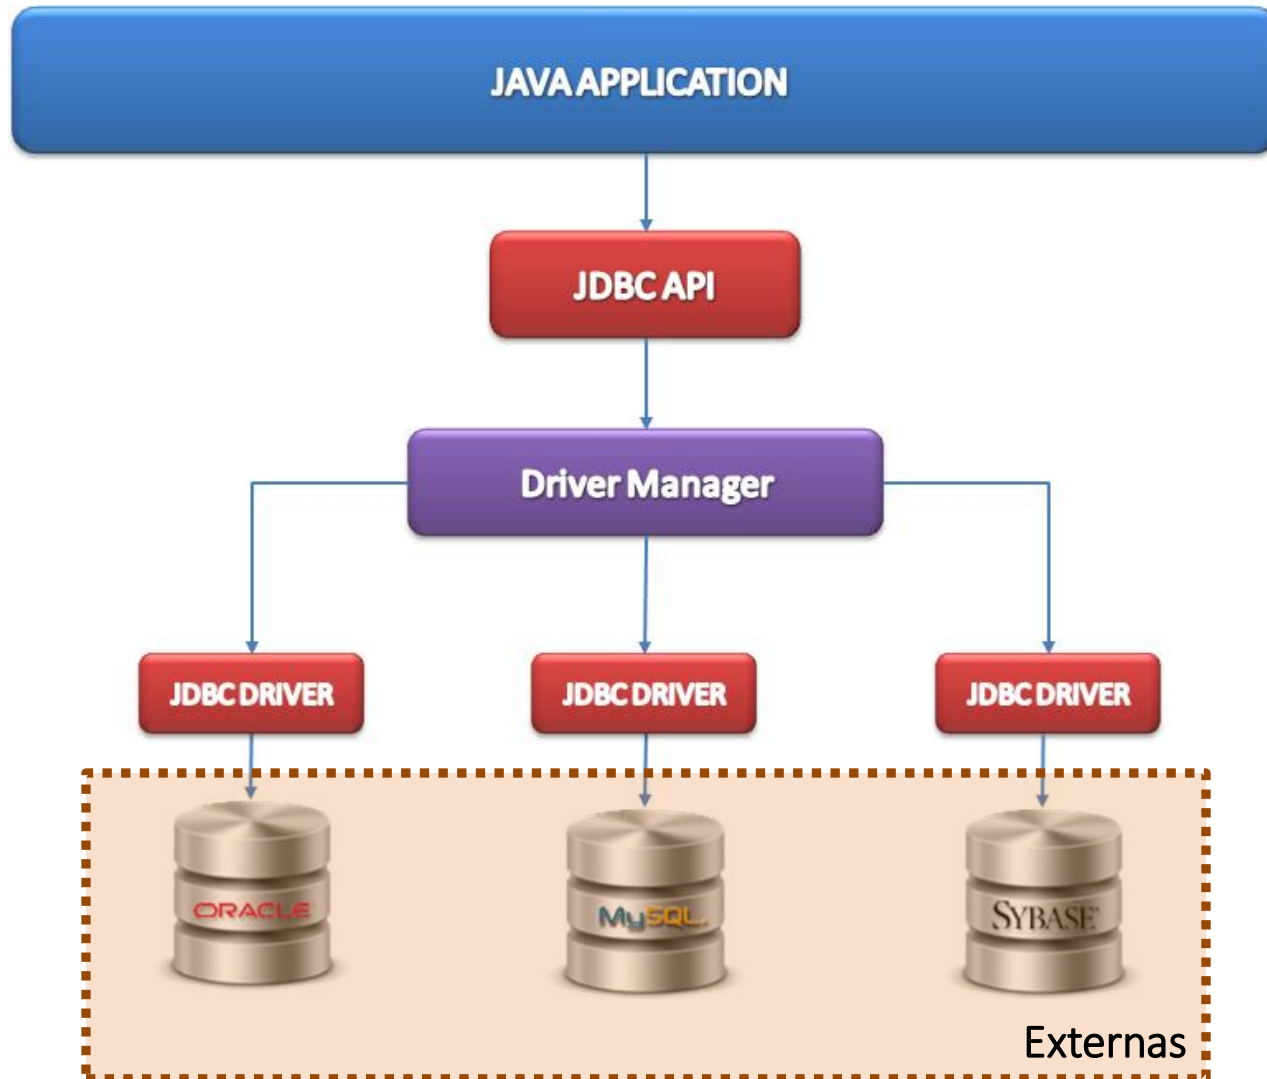 JAVA APPLICATION
JDBC API
Driver Manager
JDBC DRIVER
JDBC DRIVER
JDBC DRIVER
ORACLE
MySQL.
SYBASE
Externas